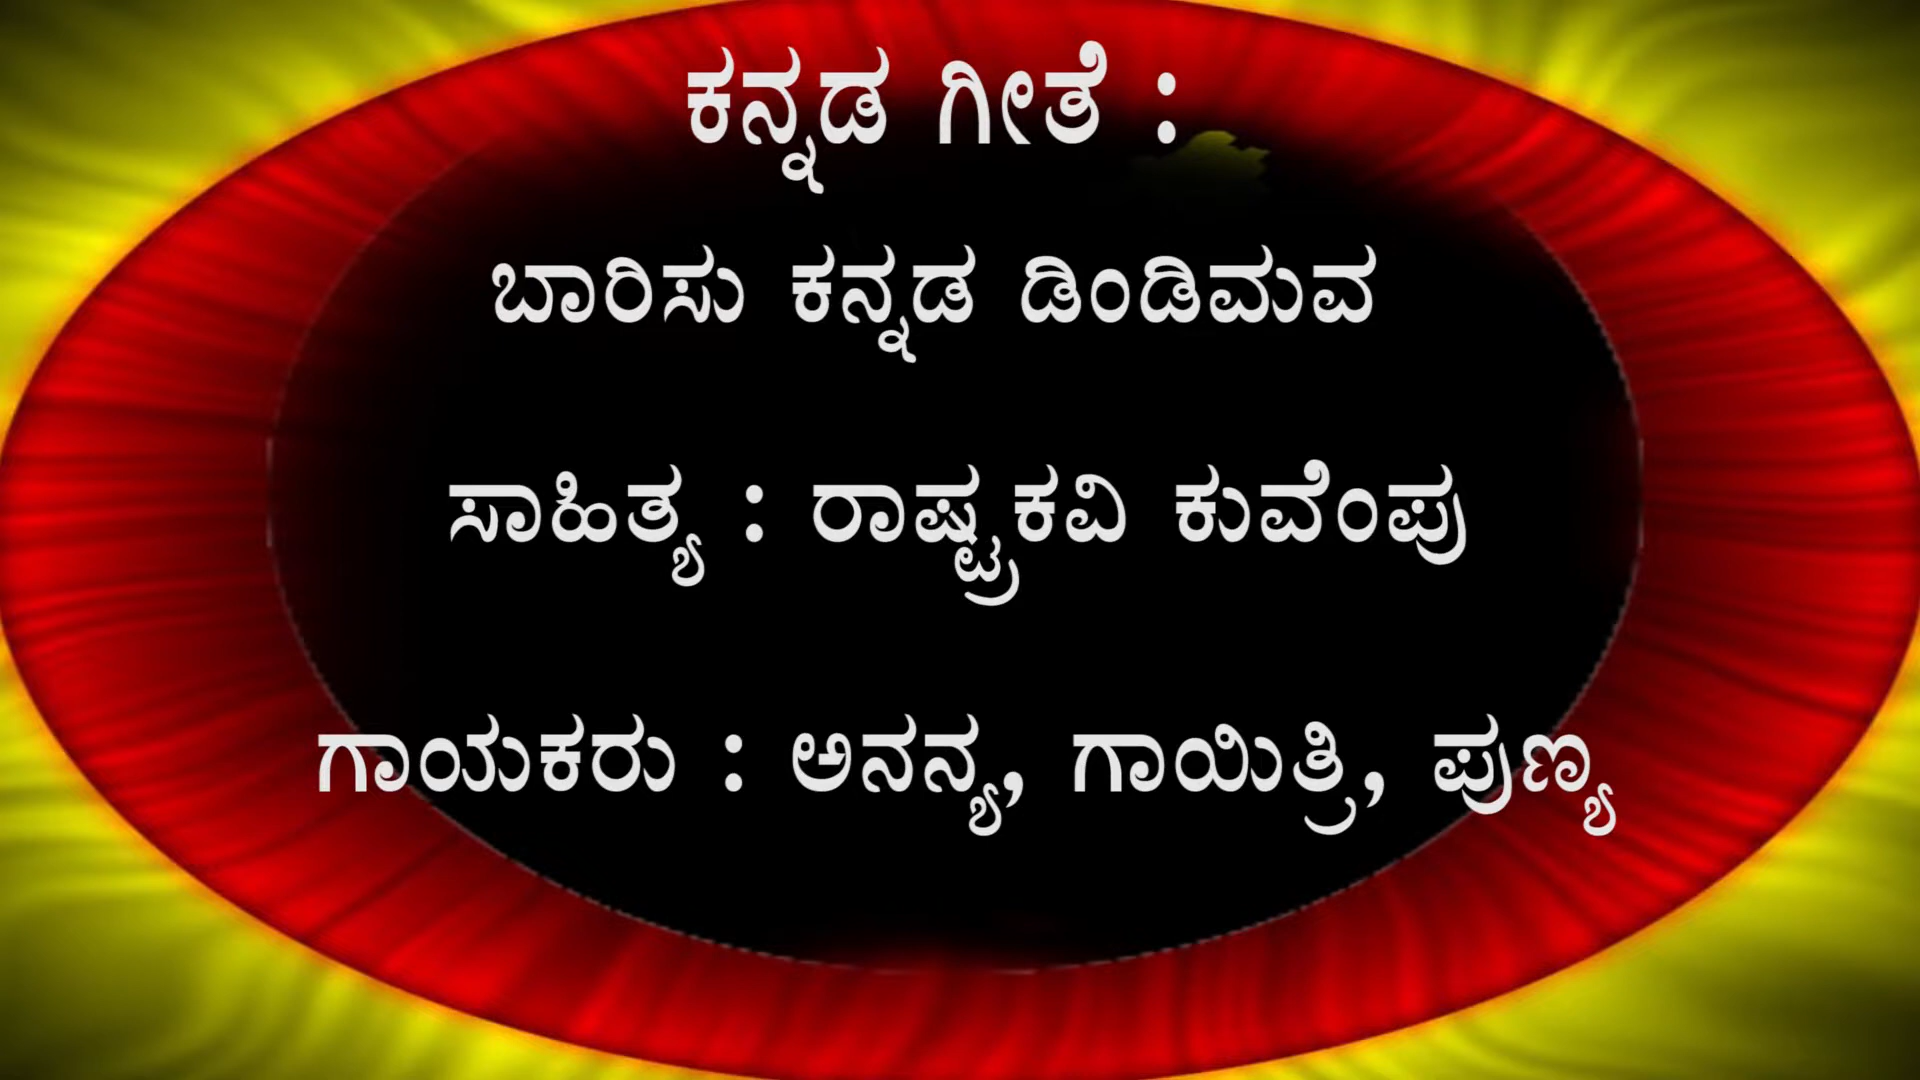 ಕನ್ನಡ ಗೀತೆ :
ಬಾರಿಸು ಕನ್ನಡ ಡಿಂಡಿಮವ
ಸಾಹಿತ್ಯ : ರಾಷ್ಟ್ರಕವಿ ಕುವೆಂಪು
ಗಾಯಕರು : ಅನನ್ಯ, ಗಾಯಿತ್ರಿ, ಪುಣ್ಯ